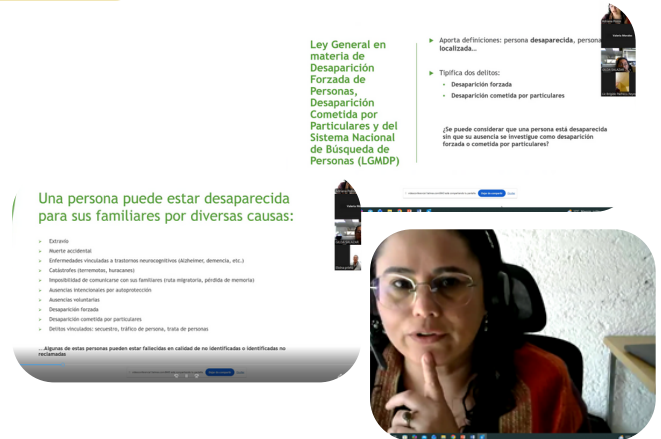 Ley General en
materia de
Desaparición
Forzada de
Personas,
Desaparición
Cometida por
Particulares y del
Sistema Nacional
de Búsqueda de
Personas (LGMDP)
Aporta definiciones: persona desaparecida, persona
localizada…
Tipifica dos delitos:
Desaparición forzada
Desaparición cometida por particulares
¿Se puede considerar que una persona está desaparecida
sin que su ausencia se investigue como desaparición
forzada o cometida por particulares?
Una persona puede estar desaparecida
para sus familiares por diversas causas:
Extravío
Muerte accidental
Enfermedades vinculadas a trastornos neurocognitivos (Alzheimer, demencia, etc.)
Catástrofes (terremotos, huracanes)
Imposibilidad de comunicarse con sus familiares (ruta migratoria, pérdida de memoria)
Ausencias intencionales por autoprotección
Ausencias voluntarias
Desaparición forzada
Desaparición cometida por particulares
Delitos vinculados: secuestro, tráfico de persona, trata de personas
...Algunas de estas personas pueden estar fallecidas en calidad de no identificadas o identificadas no
reclamadas